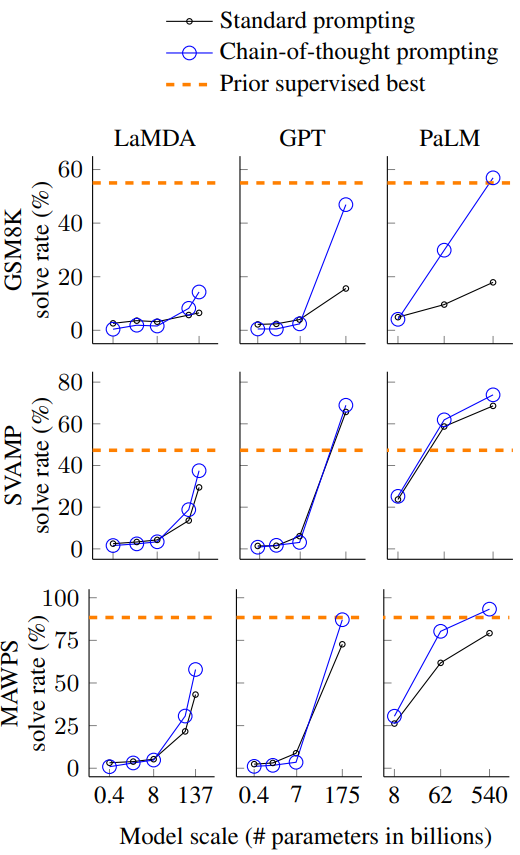 Standard prompting
Chain-of-thought prompting
Prior supervised best
LaMDA GPT PaLM
GSM8K
solve rate (%)
60
40
20
0
SVAMP
solve rate (%)
80
60
40
20
0
MAWPS
solve rate (%)
100
75
50
25
0
0.4 8 137 0.4 7 175 8 62 540
Model scale (# parameters in billions)